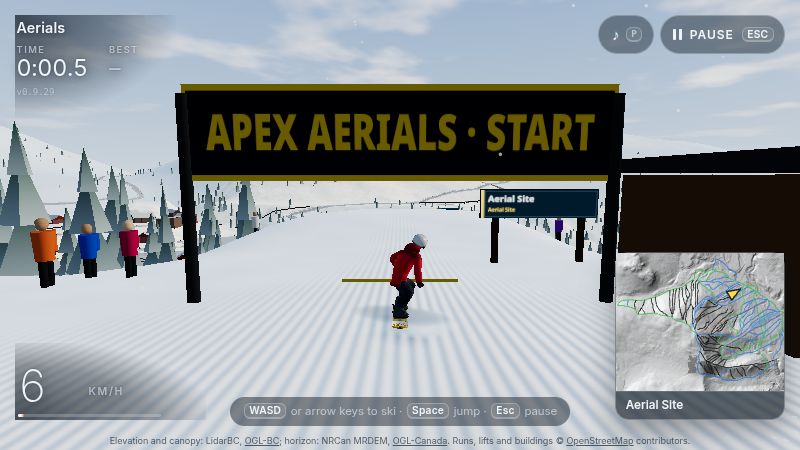 Aerials
TIME BEST
0:00.5 —
v0.9.29
♪ P
PAUSE ESC
APEX AERIALS · START
Aerial Site
Aerial Site
6 KM/H
Aerial Site
WASD or arrow keys to ski · Space jump · Esc pause
Elevation and canopy: LidarBC, OGL-BC; horizon: NRCan MRDEM, OGL-Canada. Runs, lifts and buildings © OpenStreetMap contributors.